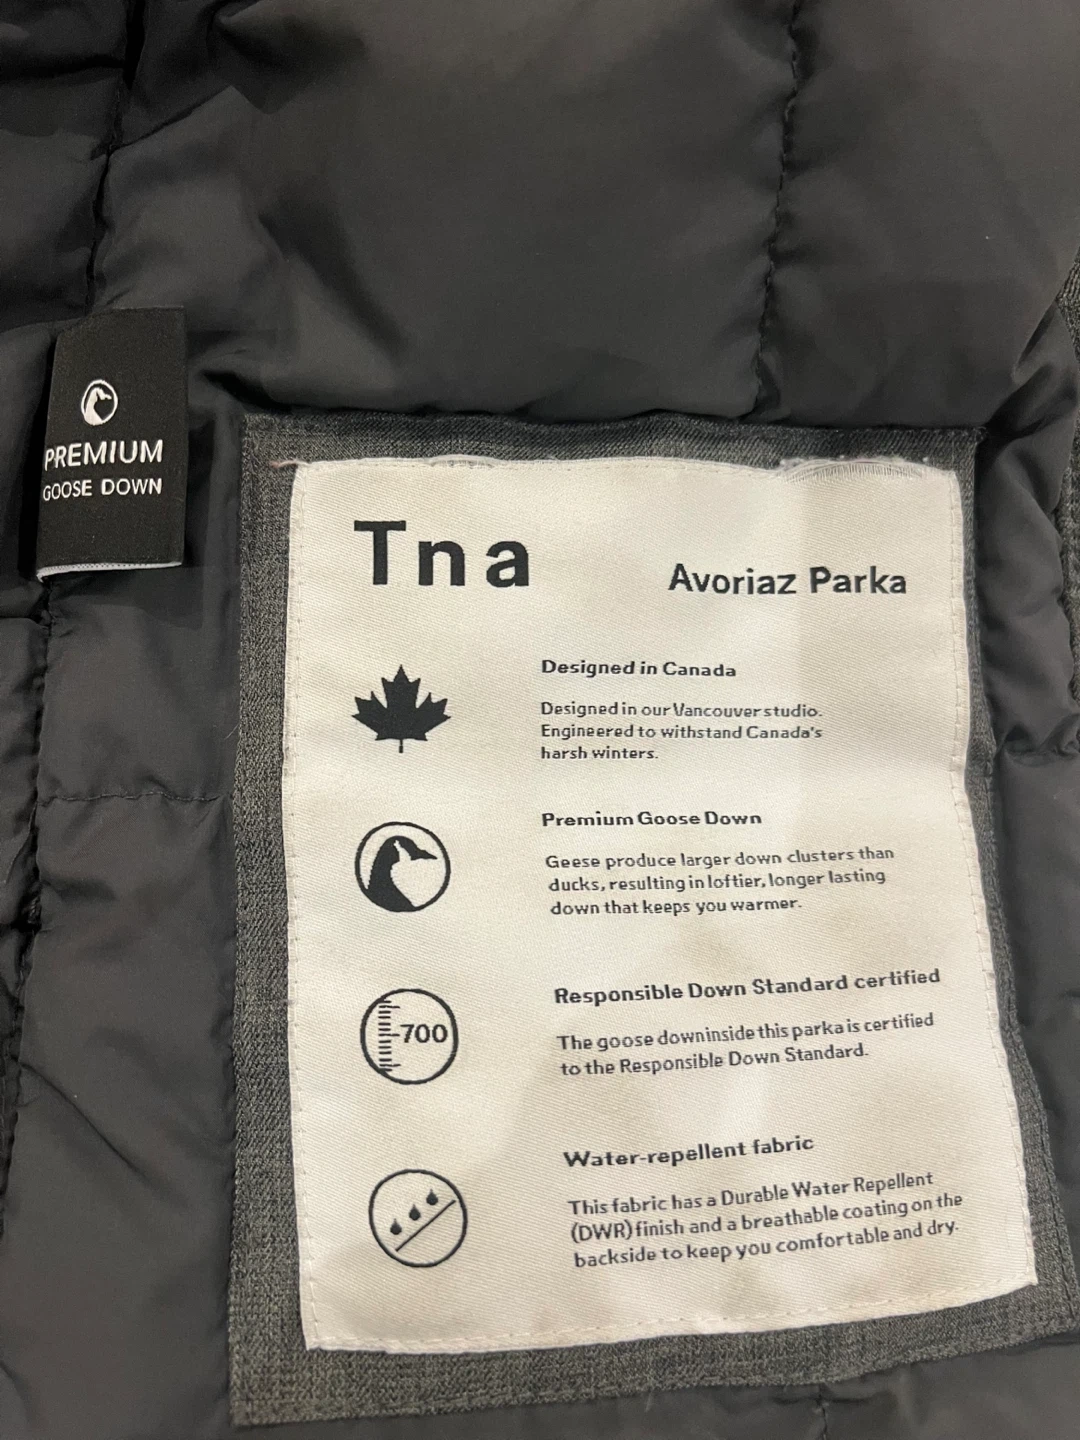 PREMIUM
GOOSE DOWN
Tna
Avoriaz Parka
Designed in Canada
Designed in our Vancouver studio.
Engineered to withstand Canada's
harsh winters.
Premium Goose Down
Geese produce larger down clusters than
ducks, resulting in loftier, longer lasting
down that keeps you warmer.
700
Responsible Down Standard certified
The goose down inside this parka is certified
to the Responsible Down Standard.
Water-repellent fabric
This fabric has a Durable Water Repellent
(DWR) finish and a breathable coating on the
backside to keep you comfortable and dry.